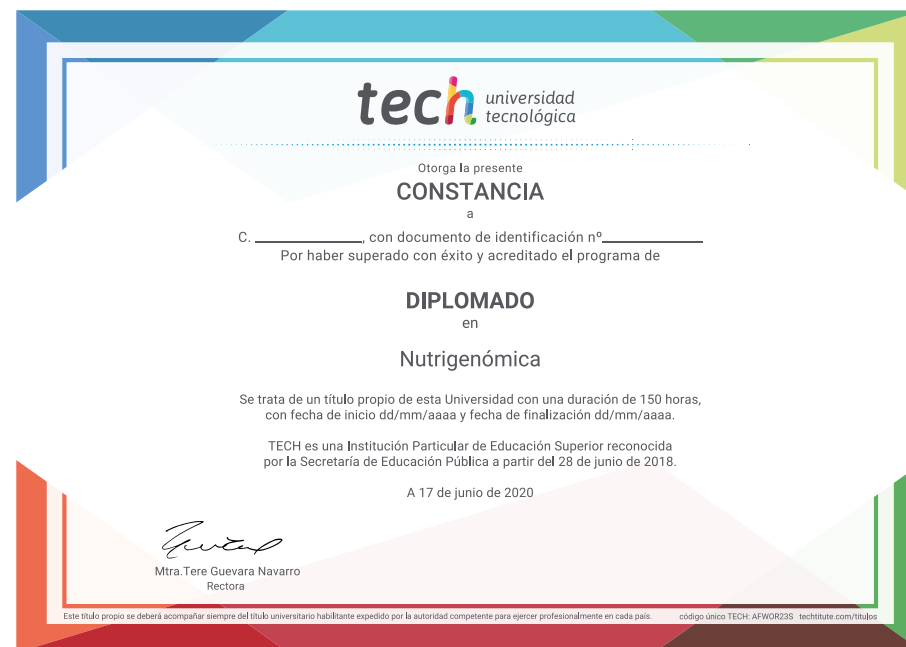 tech universidad
tecnológica
Otorga la presente
CONSTANCIA
a
C. ____________, con documento de identificación nº____________
Por haber superado con éxito y acreditado el programa de
DIPLOMADO
en
Nutrigenómica
Se trata de un título propio de esta Universidad con una duración de 150 horas,
con fecha de inicio dd/mm/aaaa y fecha de finalización dd/mm/aaaa.
TECH es una Institución Particular de Educación Superior reconocida
por la Secretaría de Educación Pública a partir del 28 de junio de 2018.
A 17 de junio de 2020
Mtra.Tere Guevara Navarro
Rectora
Este título propio se deberá acompañar siempre del título universitario habilitante expedido por la autoridad competente para ejercer profesionalmente en cada país. código único TECH: AFWOR23S techtitute.com/titulos